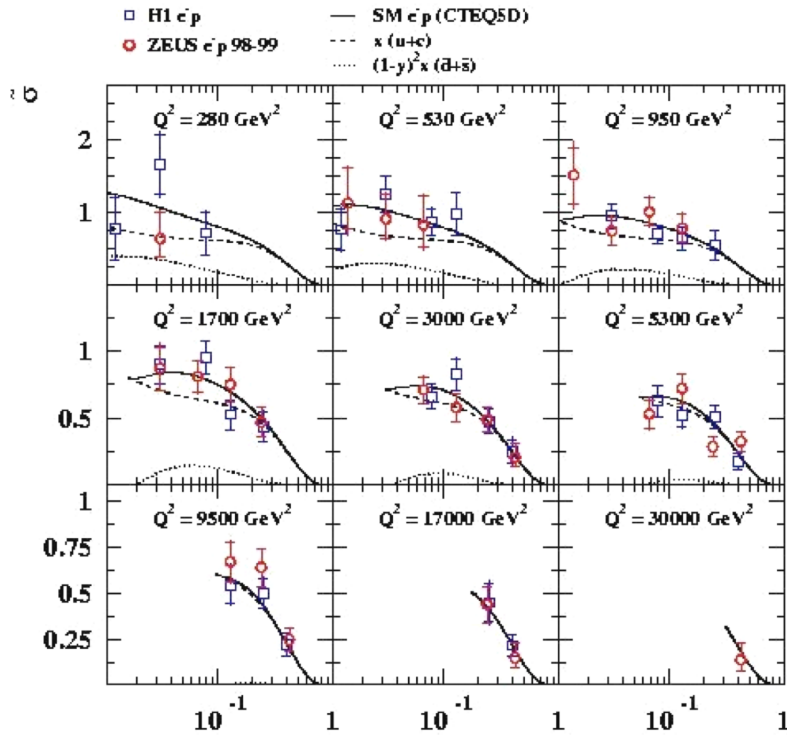 H1 e⁻p
ZEUS e⁻p 98-99
SM e⁻p (CTEQ5D)
x (u+c)
(1-y)²x (d̄+s̄)
σ̃
Q² = 280 GeV²
Q² = 530 GeV²
Q² = 950 GeV²
2
1
0
Q² = 1700 GeV²
Q² = 3000 GeV²
Q² = 5300 GeV²
1
0.5
0
Q² = 9500 GeV²
Q² = 17000 GeV²
Q² = 30000 GeV²
1
0.75
0.5
0.25
10⁻¹ 1 10⁻¹ 1 10⁻¹ 1